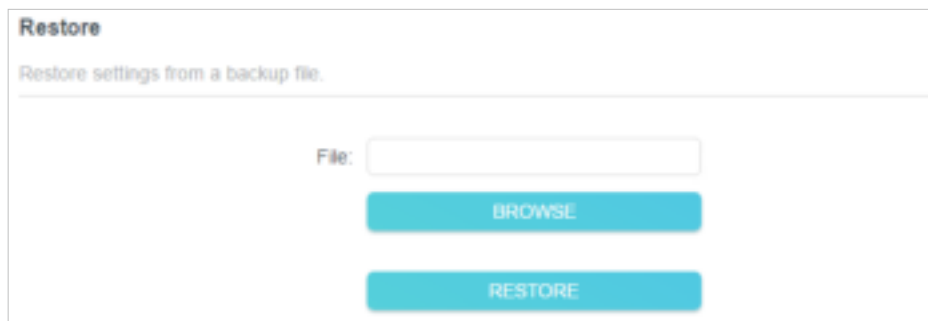 Restore
Restore settings from a backup file.
File:
BROWSE
RESTORE